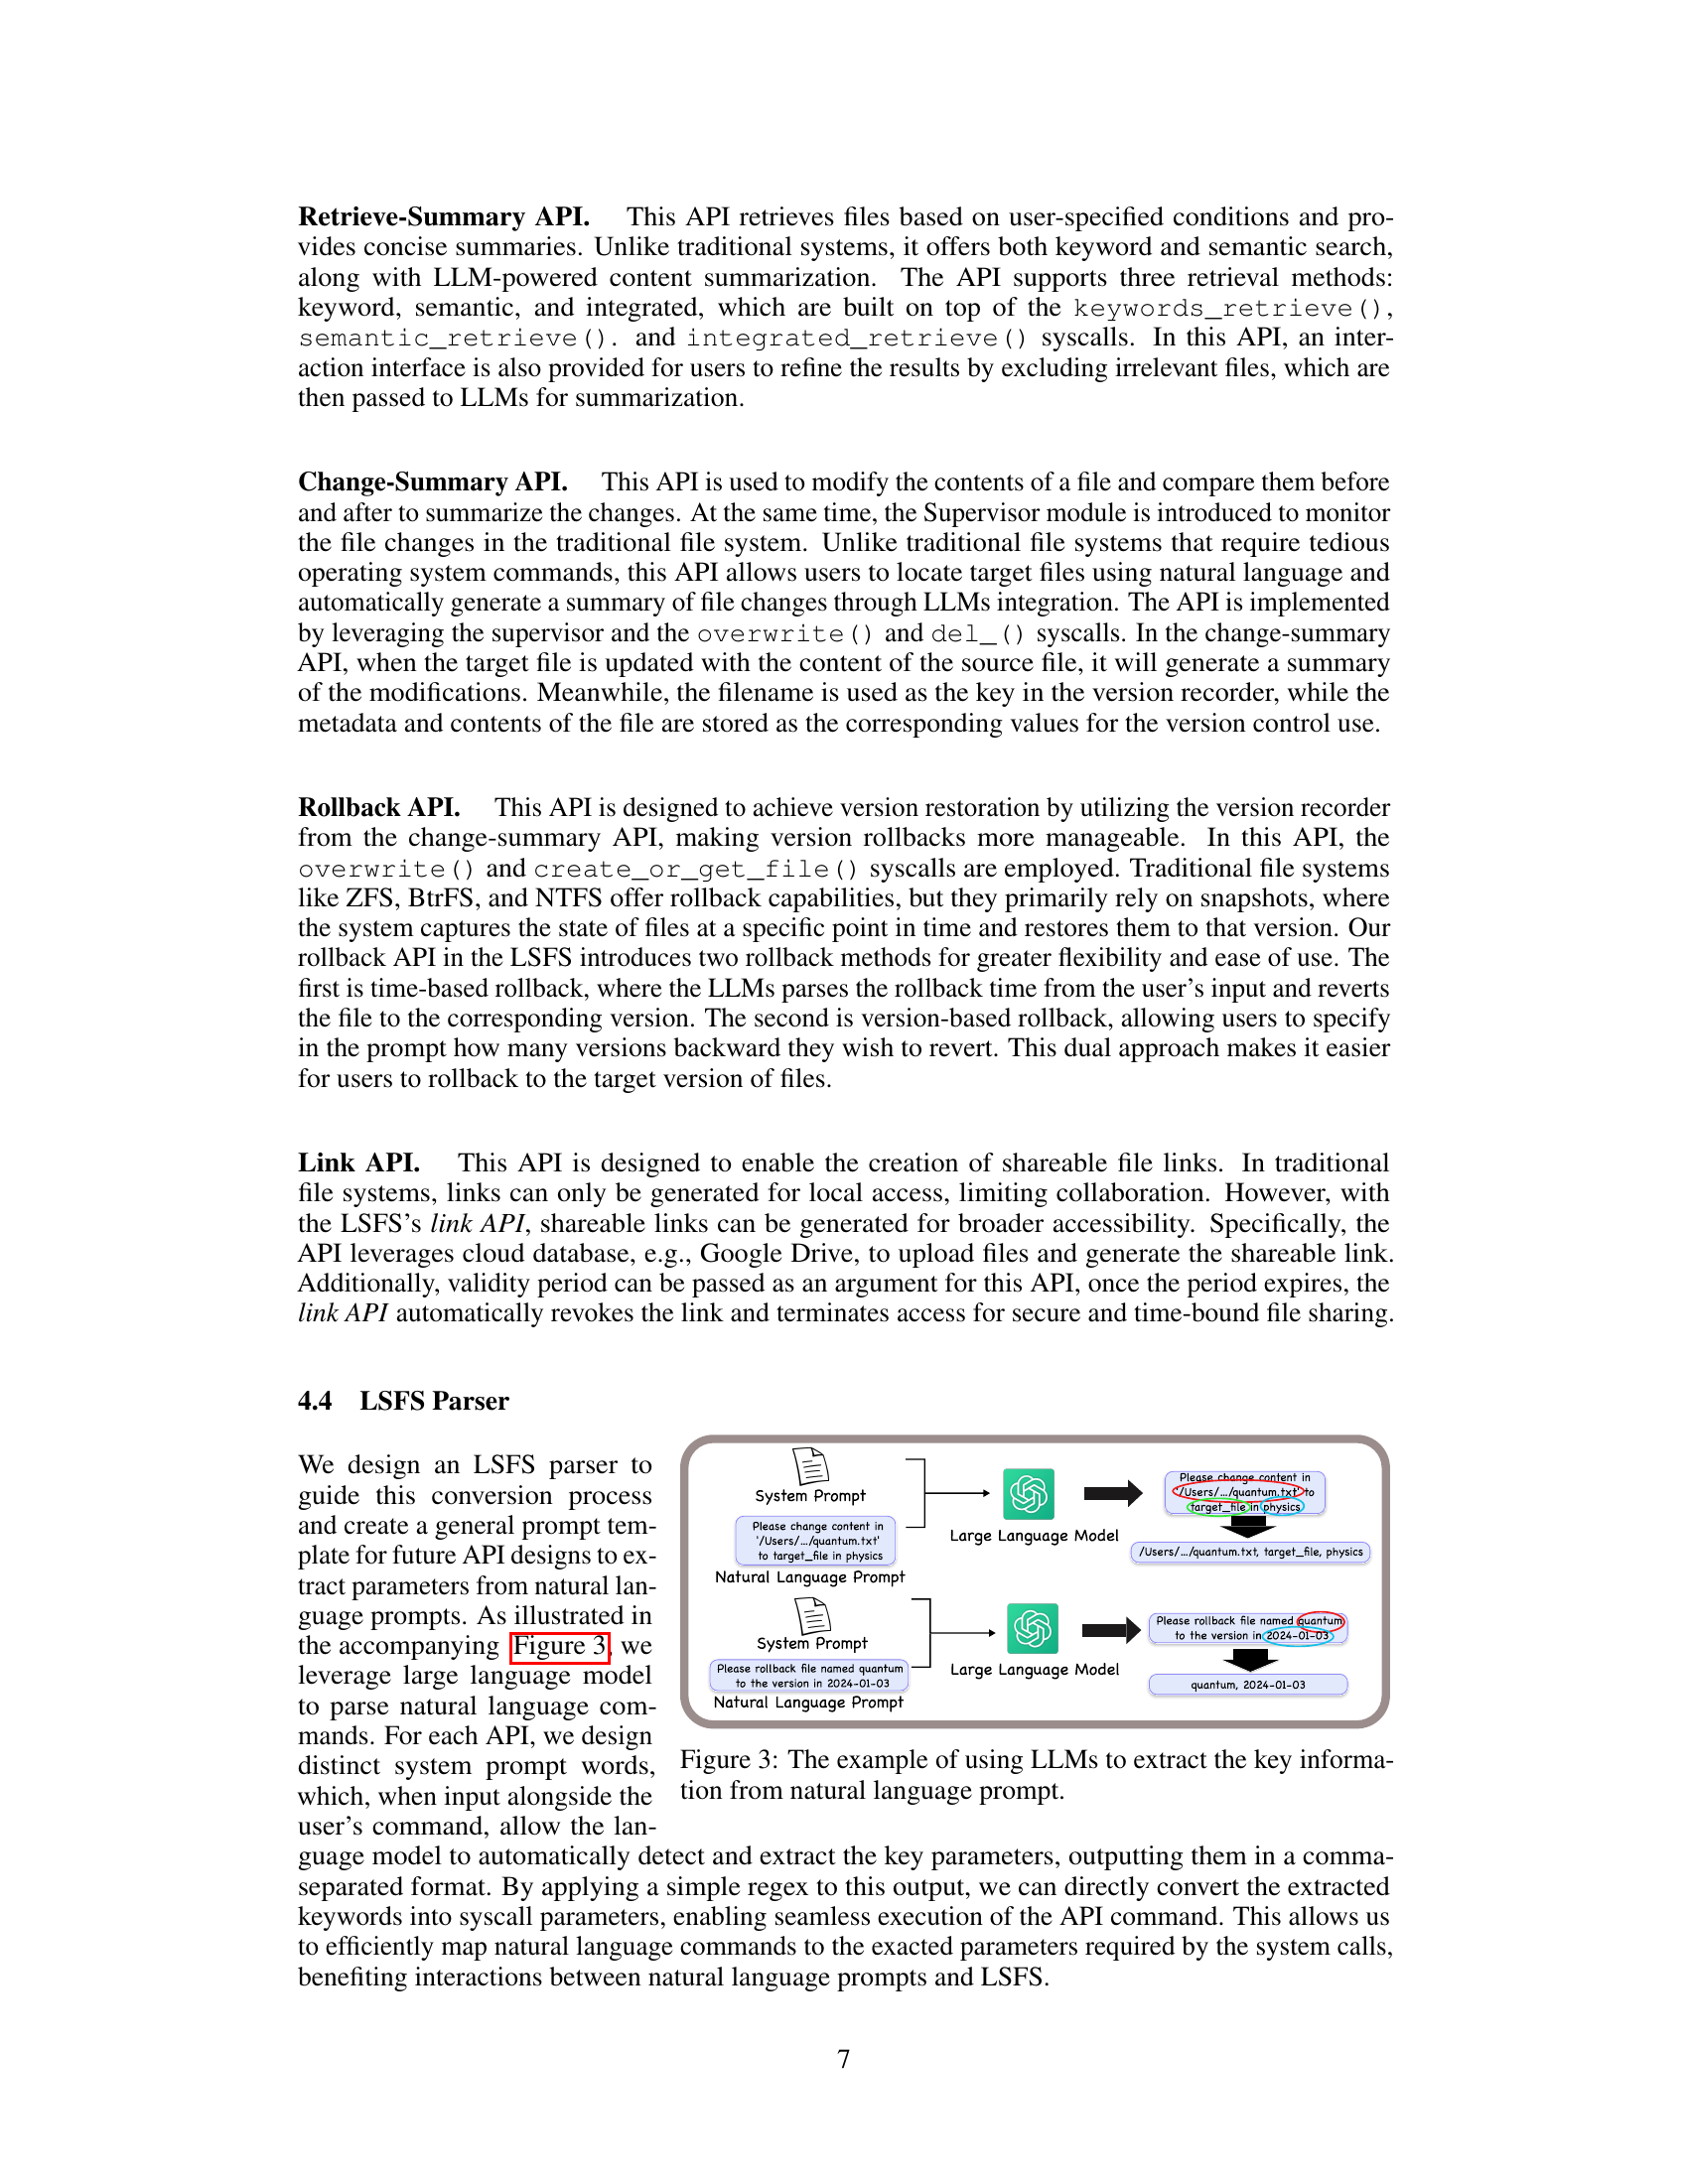 Retrieve-Summary API. This API retrieves files based on user-specified conditions and pro-
vides concise summaries. Unlike traditional systems, it offers both keyword and semantic search,
along with LLM-powered content summarization. The API supports three retrieval methods:
keyword, semantic, and integrated, which are built on top of the keywords_retrieve(),
semantic_retrieve(). and integrated_retrieve() syscalls. In this API, an inter-
action interface is also provided for users to refine the results by excluding irrelevant files, which are
then passed to LLMs for summarization.
Change-Summary API. This API is used to modify the contents of a file and compare them before
and after to summarize the changes. At the same time, the Supervisor module is introduced to monitor
the file changes in the traditional file system. Unlike traditional file systems that require tedious
operating system commands, this API allows users to locate target files using natural language and
automatically generate a summary of file changes through LLMs integration. The API is implemented
by leveraging the supervisor and the overwrite() and del_() syscalls. In the change-summary
API, when the target file is updated with the content of the source file, it will generate a summary
of the modifications. Meanwhile, the filename is used as the key in the version recorder, while the
metadata and contents of the file are stored as the corresponding values for the version control use.
Rollback API. This API is designed to achieve version restoration by utilizing the version recorder
from the change-summary API, making version rollbacks more manageable. In this API, the
overwrite() and create_or_get_file() syscalls are employed. Traditional file systems
like ZFS, BtrFS, and NTFS offer rollback capabilities, but they primarily rely on snapshots, where
the system captures the state of files at a specific point in time and restores them to that version. Our
rollback API in the LSFS introduces two rollback methods for greater flexibility and ease of use. The
first is time-based rollback, where the LLMs parses the rollback time from the user's input and reverts
the file to the corresponding version. The second is version-based rollback, allowing users to specify
in the prompt how many versions backward they wish to revert. This dual approach makes it easier
for users to rollback to the target version of files.
Link API. This API is designed to enable the creation of shareable file links. In traditional
file systems, links can only be generated for local access, limiting collaboration. However, with
the LSFS's link API, shareable links can be generated for broader accessibility. Specifically, the
API leverages cloud database, e.g., Google Drive, to upload files and generate the shareable link.
Additionally, validity period can be passed as an argument for this API, once the period expires, the
link API automatically revokes the link and terminates access for secure and time-bound file sharing.
4.4 LSFS Parser
We design an LSFS parser to
guide this conversion process
and create a general prompt tem-
plate for future API designs to ex-
tract parameters from natural lan-
guage prompts. As illustrated in
the accompanying Figure 3, we
leverage large language model
to parse natural language com-
mands. For each API, we design
distinct system prompt words,
which, when input alongside the
user's command, allow the lan-
System Prompt
Please change content in
'/Users/.../quantum.txt'
to target_file in physics
Natural Language Prompt
Large Language Model
Please change content in
'/Users/.../quantum.txt' to
target_file in physics
/Users/.../quantum.txt, target_file, physics
System Prompt
Please rollback file named quantum
to the version in 2024-01-03
Natural Language Prompt
Large Language Model
Please rollback file named quantum
to the version in 2024-01-03
quantum, 2024-01-03
Figure 3: The example of using LLMs to extract the key informa-
tion from natural language prompt.
guage model to automatically detect and extract the key parameters, outputting them in a comma-
separated format. By applying a simple regex to this output, we can directly convert the extracted
keywords into syscall parameters, enabling seamless execution of the API command. This allows us
to efficiently map natural language commands to the exacted parameters required by the system calls,
benefiting interactions between natural language prompts and LSFS.
7